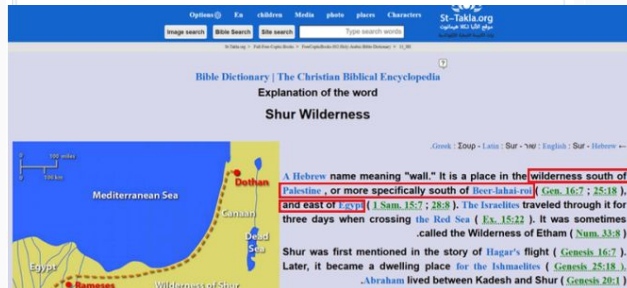 Options En children Media photo places Characters
St-Takla.org
Image search Bible Search Site search Type search words
Bible Dictionary | The Christian Biblical Encyclopedia
Explanation of the word
Shur Wilderness
.Greek : Σουρ - Latin : Sur - שור : English : Sur - Hebrew ←
A Hebrew name meaning "wall." It is a place in the wilderness south of
Palestine , or more specifically south of Beer-lahai-roi ( Gen. 16:7 ; 25:18 ),
and east of Egypt ( 1 Sam. 15:7 ; 28:8 ). The Israelites traveled through it for
three days when crossing the Red Sea ( Ex. 15:22 ). It was sometimes
.called the Wilderness of Etham ( Num. 33:8 )
Shur was first mentioned in the story of Hagar's flight ( Genesis 16:7 ).
Later, it became a dwelling place for the Ishmaelites ( Genesis 25:18 ).
.Abraham lived between Kadesh and Shur ( Genesis 20:1 )
0 100 miles
0 100 km
Mediterranean Sea
Dothan
Canaan
Dead
Sea
Egypt
Rameses
Wilderness of Shur